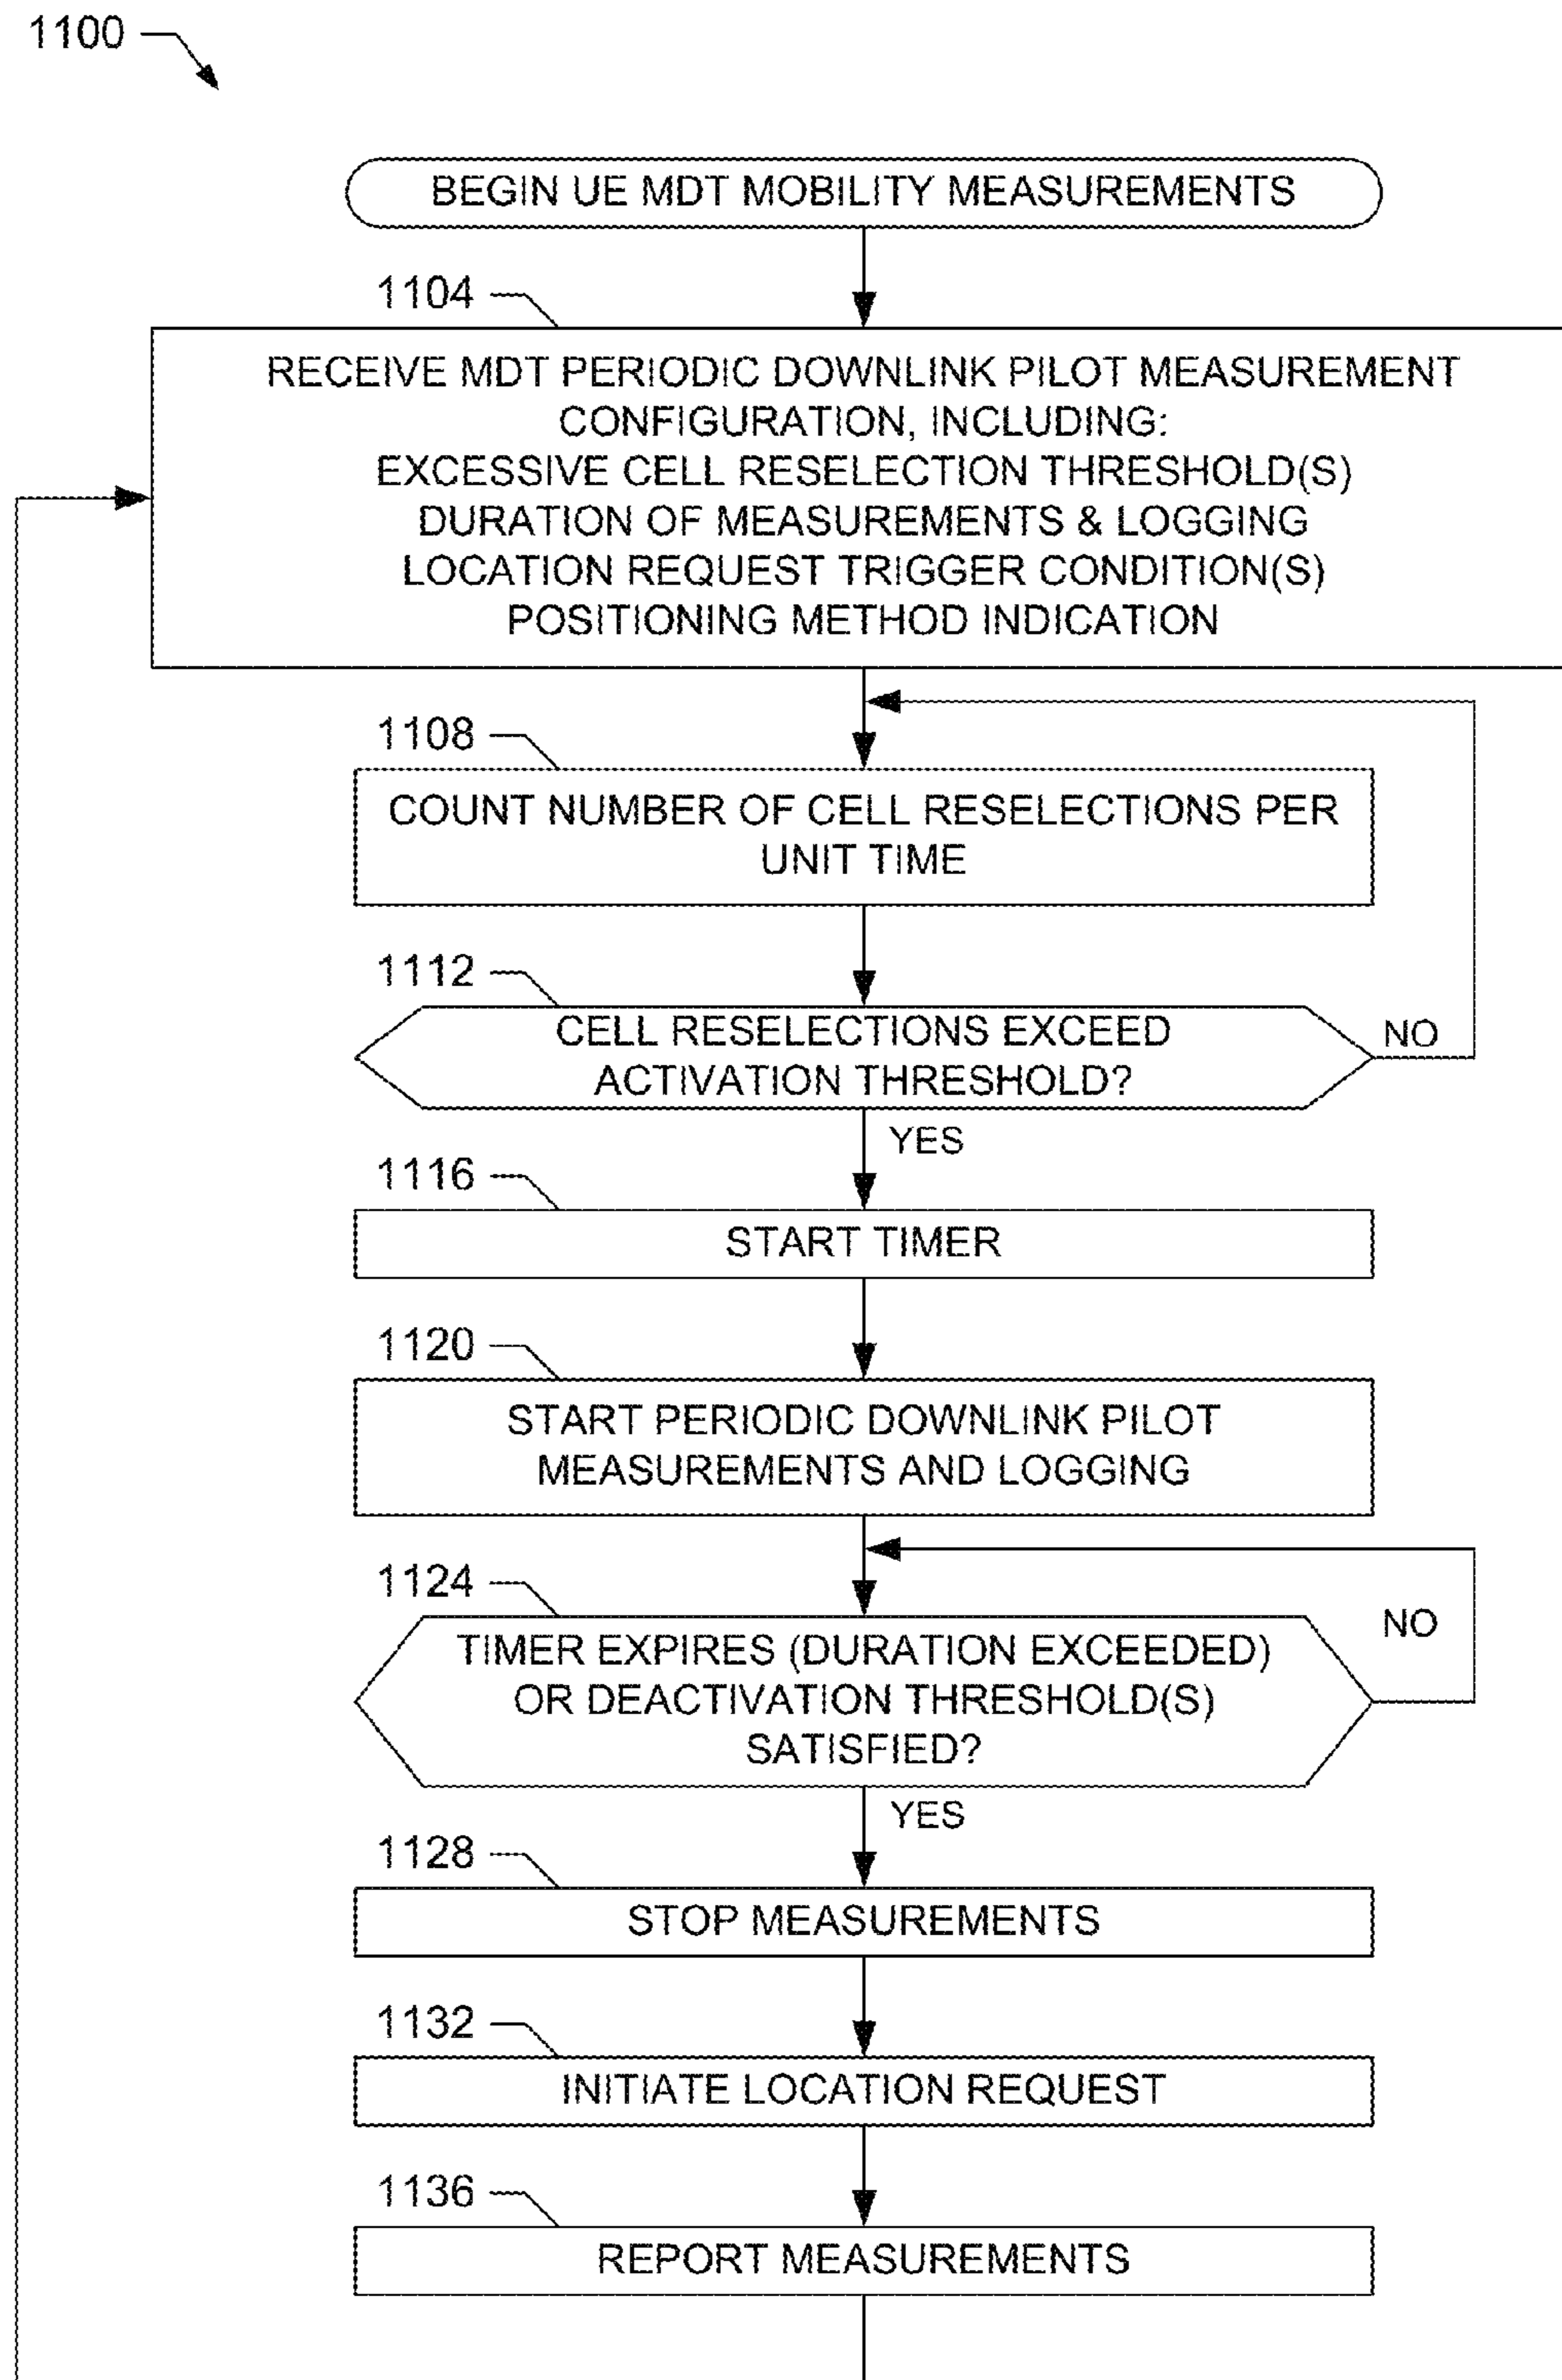 1100
BEGIN UE MDT MOBILITY MEASUREMENTS
1104
RECEIVE MDT PERIODIC DOWNLINK PILOT MEASUREMENT
CONFIGURATION, INCLUDING:
EXCESSIVE CELL RESELECTION THRESHOLD(S)
DURATION OF MEASUREMENTS & LOGGING
LOCATION REQUEST TRIGGER CONDITION(S)
POSITIONING METHOD INDICATION
1108
COUNT NUMBER OF CELL RESELECTIONS PER
UNIT TIME
1112
CELL RESELECTIONS EXCEED
ACTIVATION THRESHOLD?
NO
YES
1116
START TIMER
1120
START PERIODIC DOWNLINK PILOT
MEASUREMENTS AND LOGGING
1124
TIMER EXPIRES (DURATION EXCEEDED)
OR DEACTIVATION THRESHOLD(S)
SATISFIED?
NO
YES
1128
STOP MEASUREMENTS
1132
INITIATE LOCATION REQUEST
1136
REPORT MEASUREMENTS